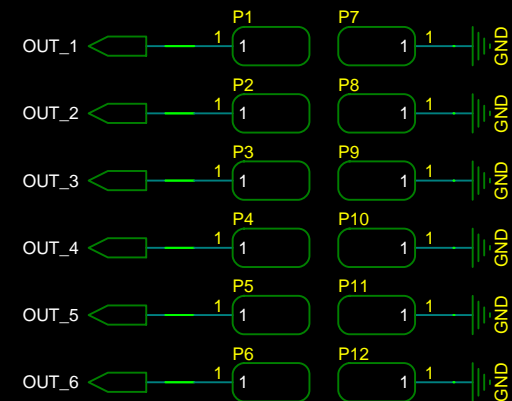 P1 P7
OUT_1 1 1 1 1 GND
P2 P8
OUT_2 1 1 1 1 GND
P3 P9
OUT_3 1 1 1 1 GND
P4 P10
OUT_4 1 1 1 1 GND
P5 P11
OUT_5 1 1 1 1 GND
P6 P12
OUT_6 1 1 1 1 GND